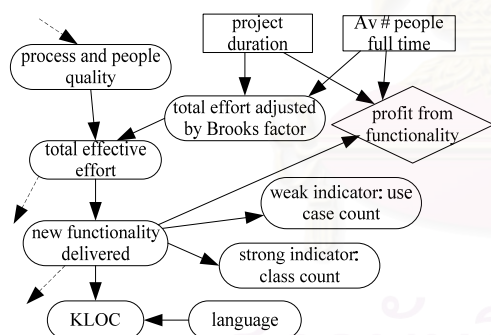 project
duration
Av # people
full time
process and people
quality
total effort adjusted
by Brooks factor
profit from
functionality
total effective
effort
weak indicator: use
case count
new functionality
delivered
strong indicator:
class count
KLOC
language